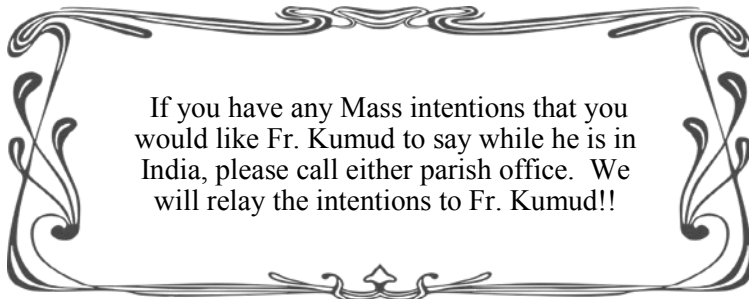 If you have any Mass intentions that you
would like Fr. Kumud to say while he is in
India, please call either parish office.  We
will relay the intentions to Fr. Kumud!!